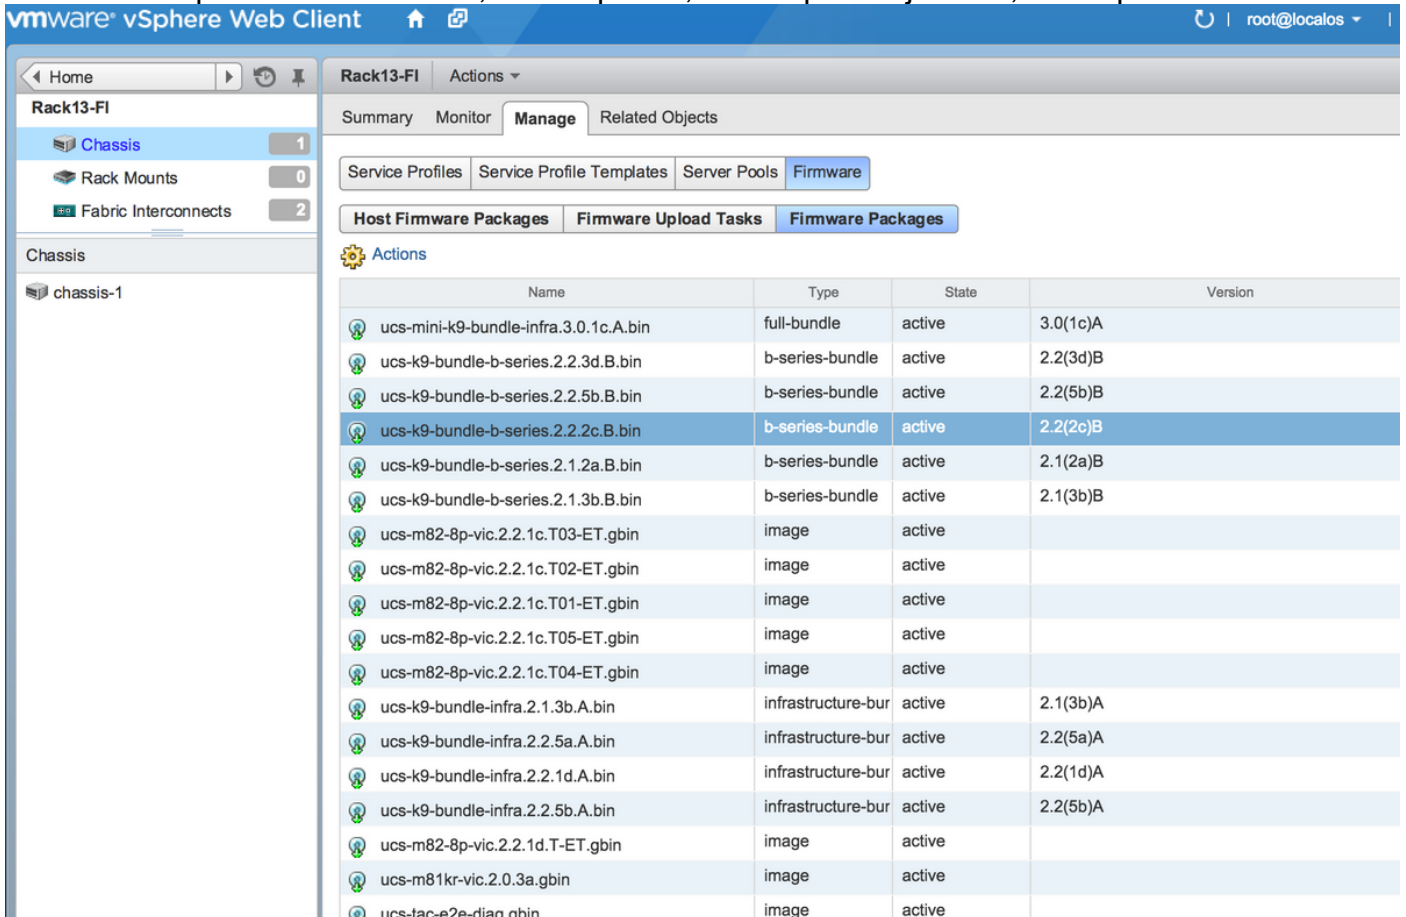 vmware® vSphere Web Client
root@localos
Home
Rack13-FI
Actions
Rack13-FI
Summary Monitor Manage Related Objects
Chassis 1
Rack Mounts 0
Fabric Interconnects 2
Service Profiles Service Profile Templates Server Pools Firmware
Host Firmware Packages Firmware Upload Tasks Firmware Packages
Chassis
Actions
chassis-1
Name Type State Version
ucs-mini-k9-bundle-infra.3.0.1c.A.bin full-bundle active 3.0(1c)A
ucs-k9-bundle-b-series.2.2.3d.B.bin b-series-bundle active 2.2(3d)B
ucs-k9-bundle-b-series.2.2.5b.B.bin b-series-bundle active 2.2(5b)B
ucs-k9-bundle-b-series.2.2.2c.B.bin b-series-bundle active 2.2(2c)B
ucs-k9-bundle-b-series.2.1.2a.B.bin b-series-bundle active 2.1(2a)B
ucs-k9-bundle-b-series.2.1.3b.B.bin b-series-bundle active 2.1(3b)B
ucs-m82-8p-vic.2.2.1c.T03-ET.gbin image active
ucs-m82-8p-vic.2.2.1c.T02-ET.gbin image active
ucs-m82-8p-vic.2.2.1c.T01-ET.gbin image active
ucs-m82-8p-vic.2.2.1c.T05-ET.gbin image active
ucs-m82-8p-vic.2.2.1c.T04-ET.gbin image active
ucs-k9-bundle-infra.2.1.3b.A.bin infrastructure-bur active 2.1(3b)A
ucs-k9-bundle-infra.2.2.5a.A.bin infrastructure-bur active 2.2(5a)A
ucs-k9-bundle-infra.2.2.1d.A.bin infrastructure-bur active 2.2(1d)A
ucs-k9-bundle-infra.2.2.5b.A.bin infrastructure-bur active 2.2(5b)A
ucs-m82-8p-vic.2.2.1d.T-ET.gbin image active
ucs-m81kr-vic.2.0.3a.gbin image active
ucs-tac-e2e-diag.gbin image active